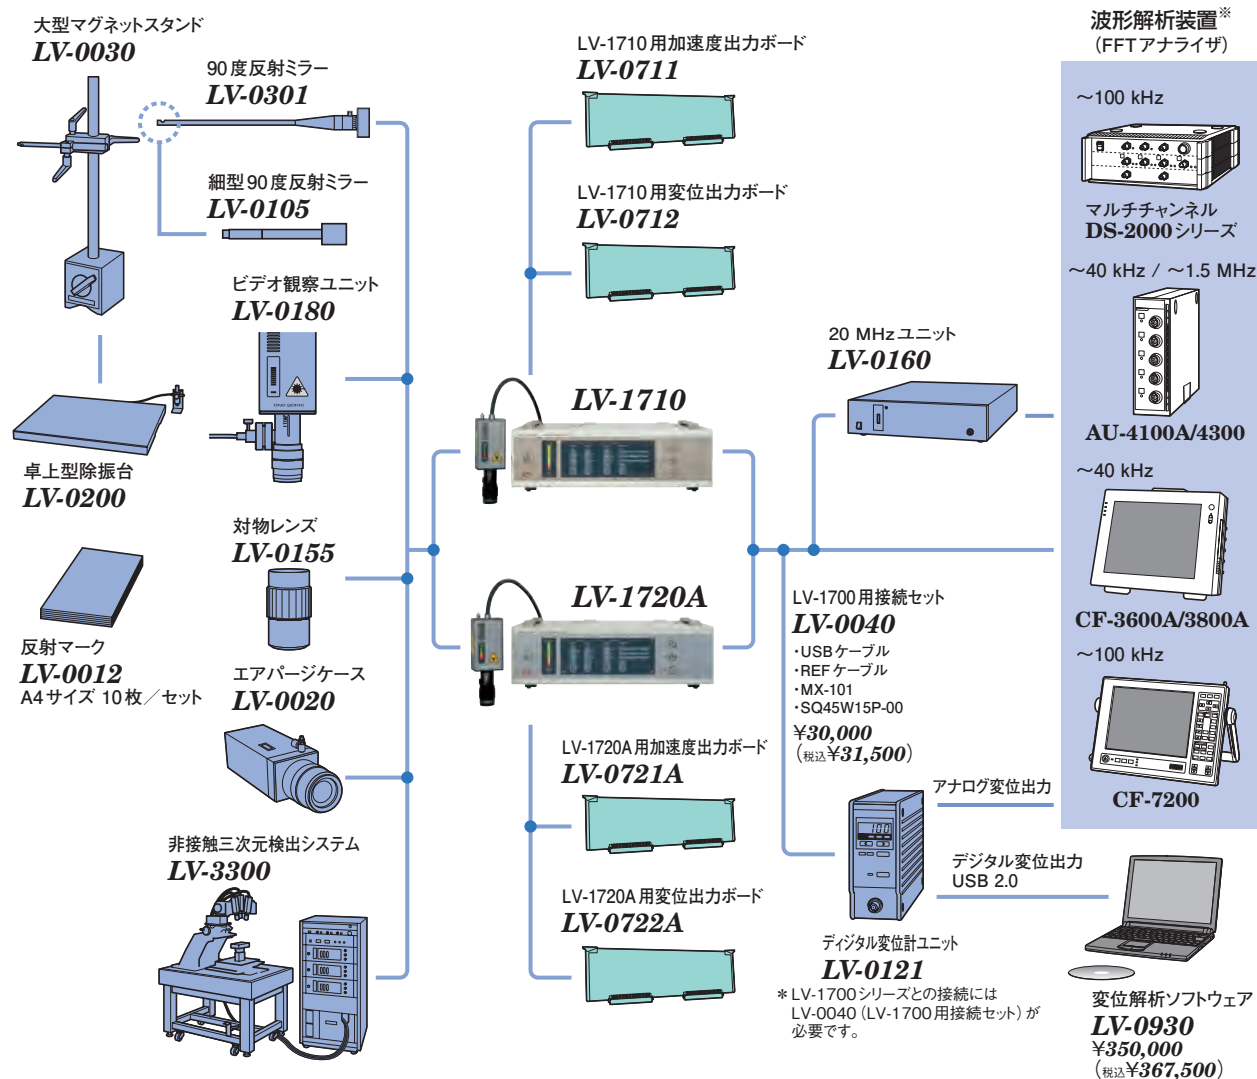 大型マグネットスタンド
LV-0030
90度反射ミラー
LV-0301
細型90度反射ミラー
LV-0105
ビデオ観察ユニット
LV-0180
卓上型除振台
LV-0200
対物レンズ
LV-0155
反射マーク
LV-0012
A4サイズ 10枚／セット
エアパージケース
LV-0020
非接触三次元検出システム
LV-3300
LV-1710用加速度出力ボード
LV-0711
LV-1710用変位出力ボード
LV-0712
LV-1710
LV-1720A
LV-1720A用加速度出力ボード
LV-0721A
LV-1720A用変位出力ボード
LV-0722A
20 MHzユニット
LV-0160
LV-1700用接続セット
LV-0040
・USBケーブル
・REFケーブル
・MX-101
・SQ45W15P-00
¥30,000
（税込¥31,500）
アナログ変位出力
デジタル変位出力
USB 2.0
100
ディジタル変位計ユニット
LV-0121
＊LV-1700シリーズとの接続には
LV-0040（LV-1700用接続セット）が
必要です。
波形解析装置※
（FFTアナライザ）
～100 kHz
マルチチャンネル
DS-2000シリーズ
～40 kHz / ～1.5 MHz
AU-4100A/4300
～40 kHz
CF-3600A/3800A
～100 kHz
CF-7200
変位解析ソフトウェア
LV-0930
¥350,000
（税込¥367,500）